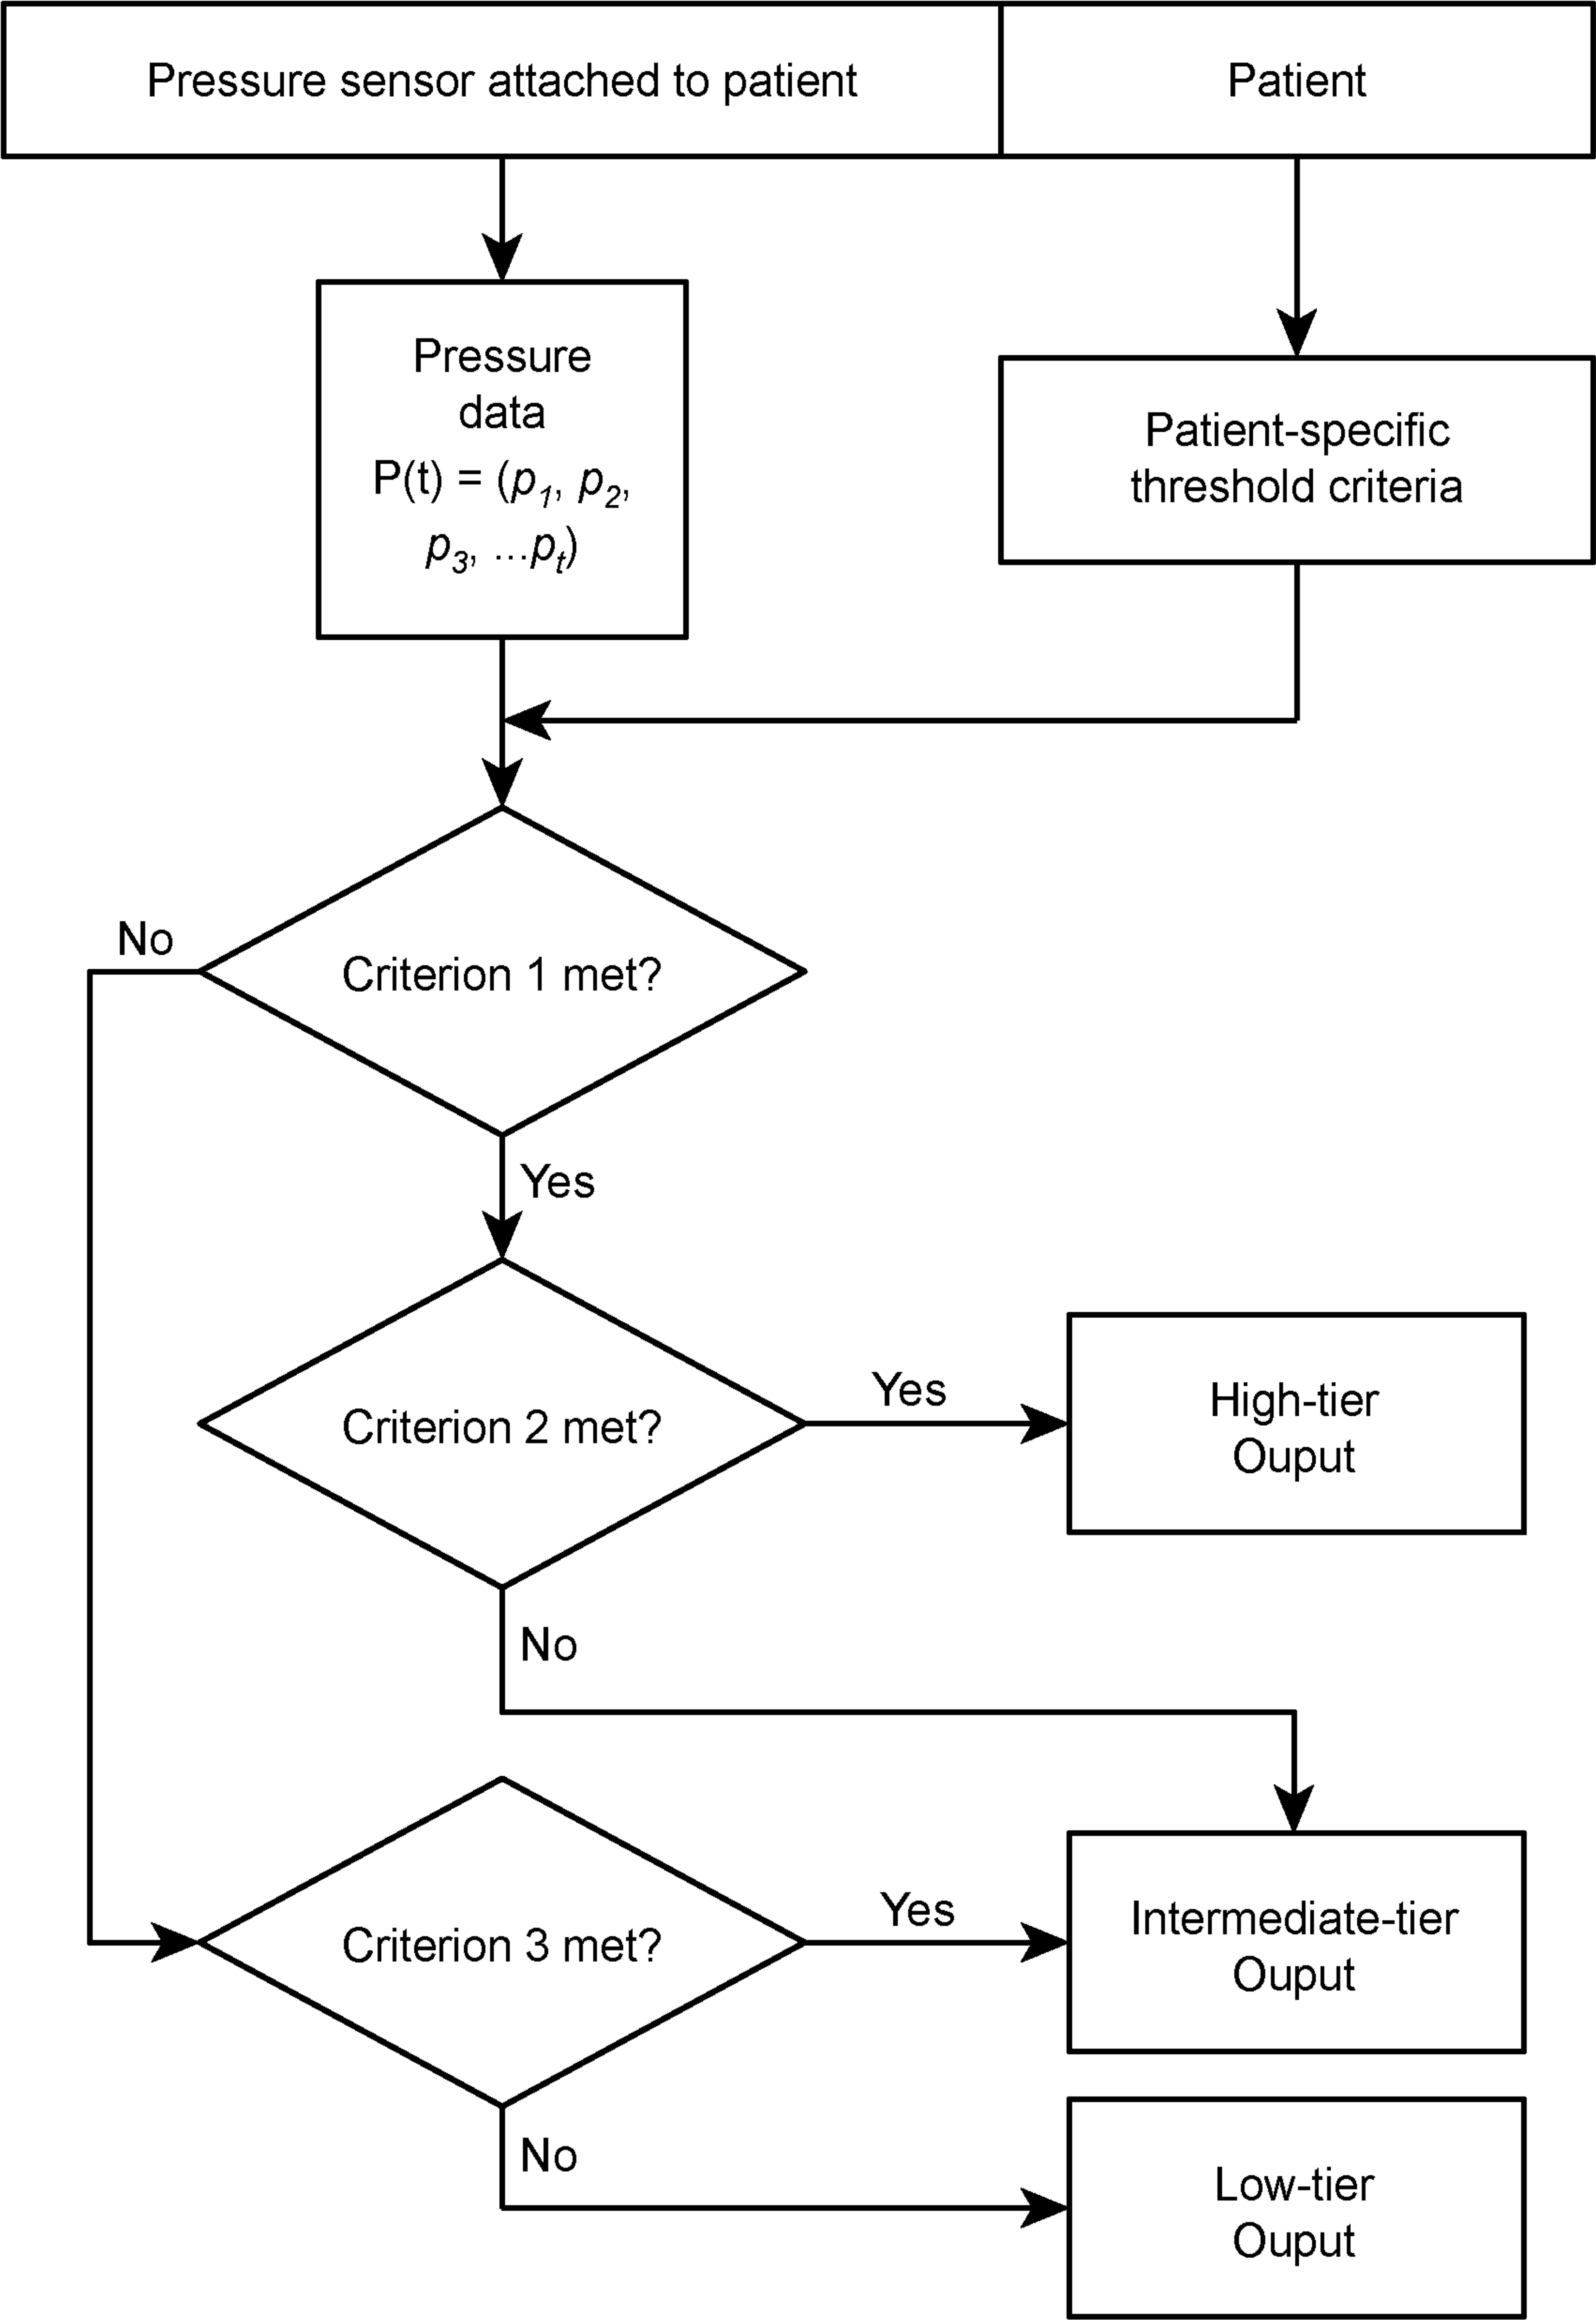 Pressure sensor attached to patient
Patient
Pressure
data
P(t) = (p1, p2,
p3, ...pt)
Patient-specific
threshold criteria
No
Criterion 1 met?
Yes
Criterion 2 met?
Yes
High-tier
Ouput
No
Criterion 3 met?
Yes
Intermediate-tier
Ouput
No
Low-tier
Ouput